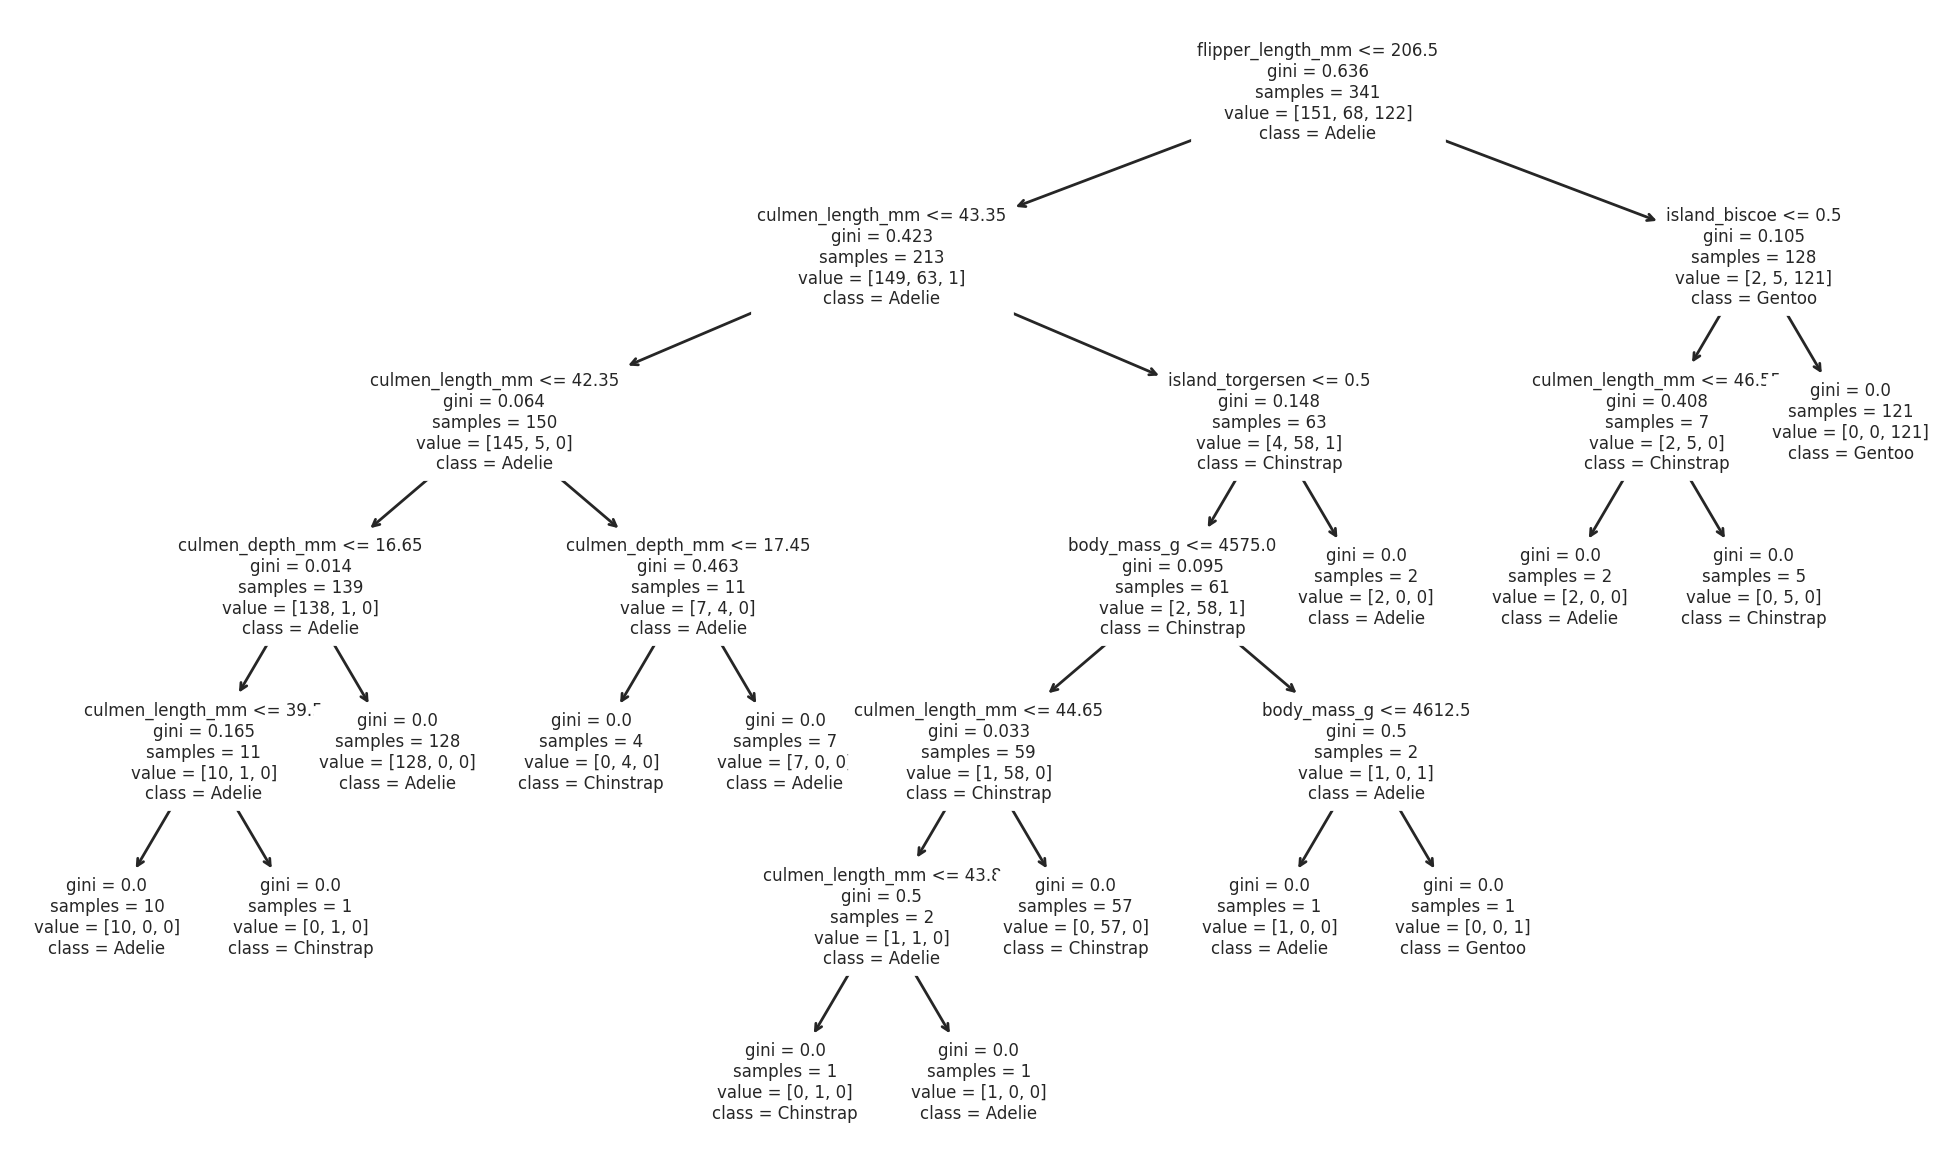 flipper_length_mm <= 206.5
gini = 0.636
samples = 341
value = [151, 68, 122]
class = Adelie
culmen_length_mm <= 43.35
gini = 0.423
samples = 213
value = [149, 63, 1]
class = Adelie
island_biscoe <= 0.5
gini = 0.105
samples = 128
value = [2, 5, 121]
class = Gentoo
culmen_length_mm <= 42.35
gini = 0.064
samples = 150
value = [145, 5, 0]
class = Adelie
island_torgersen <= 0.5
gini = 0.148
samples = 63
value = [4, 58, 1]
class = Chinstrap
culmen_length_mm <=
gini = 0.408
samples = 7
value = [2, 5, 0]
class = Chinstrap
gini = 0.0
samples = 121
value = [0, 0, 121]
class = Gentoo
culmen_depth_mm <= 16.65
gini = 0.014
samples = 139
value = [138, 1, 0]
class = Adelie
culmen_depth_mm <= 17.45
gini = 0.463
samples = 11
value = [7, 4, 0]
class = Adelie
body_mass_g <= 4575.0
gini = 0.095
samples = 61
value = [2, 58, 1]
class = Chinstrap
gini = 0.0
samples = 2
value = [2, 0, 0]
class = Adelie
gini = 0.0
samples = 2
value = [2, 0, 0]
class = Adelie
gini = 0.0
samples = 5
value = [0, 5, 0]
class = Chinstrap
culmen_length_mm <=
gini = 0.165
samples = 11
value = [10, 1, 0]
class = Adelie
gini = 0.0
samples = 128
value = [128, 0, 0]
class = Adelie
gini = 0.0
samples = 4
value = [0, 4, 0]
class = Chinstrap
gini = 0.0
samples = 7
value = [7, 0, 0]
class = Adelie
culmen_length_mm <= 44.65
gini = 0.033
samples = 59
value = [1, 58, 0]
class = Chinstrap
body_mass_g <= 4612.5
gini = 0.5
samples = 2
value = [1, 0, 1]
class = Adelie
gini = 0.0
samples = 10
value = [10, 0, 0]
class = Adelie
gini = 0.0
samples = 1
value = [0, 1, 0]
class = Chinstrap
culmen_length_mm <=
gini = 0.5
samples = 2
value = [1, 1, 0]
class = Adelie
gini = 0.0
samples = 57
value = [0, 57, 0]
class = Chinstrap
gini = 0.0
samples = 1
value = [1, 0, 0]
class = Adelie
gini = 0.0
samples = 1
value = [0, 0, 1]
class = Gentoo
gini = 0.0
samples = 1
value = [0, 1, 0]
class = Chinstrap
gini = 0.0
samples = 1
value = [1, 0, 0]
class = Adelie